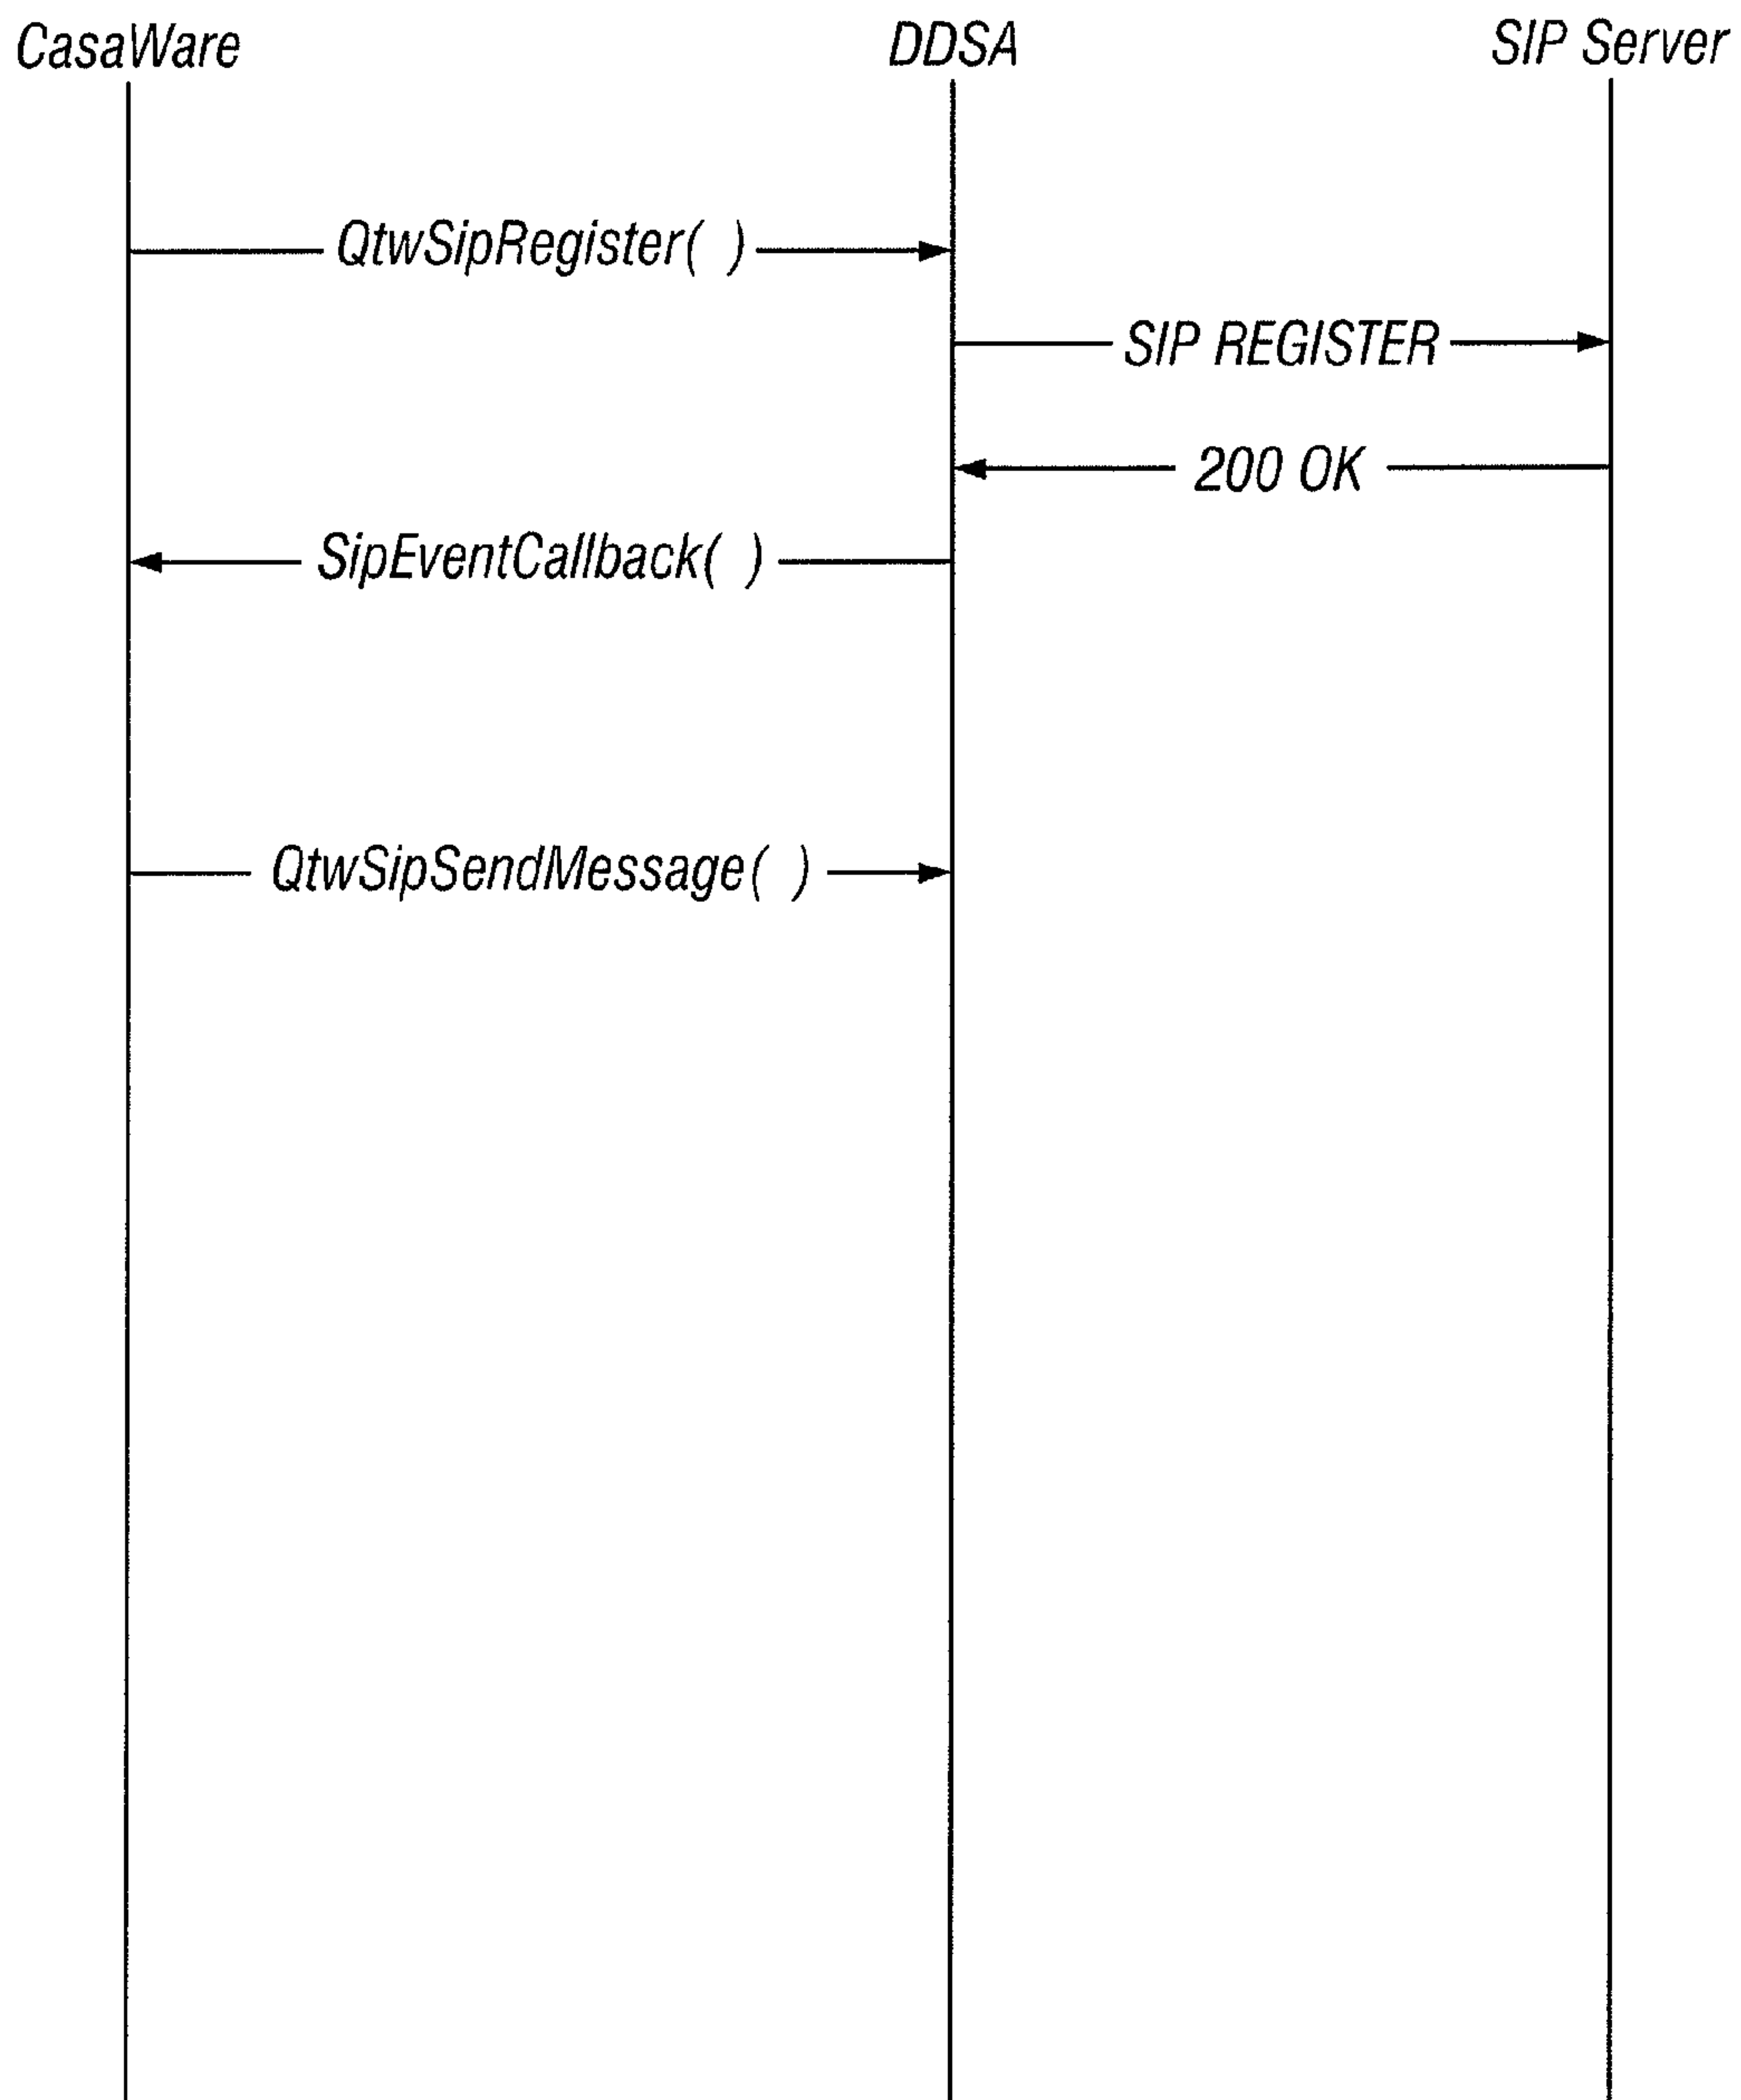 CasaWare DDSA SIP Server
QtwSipRegister( )
SIP REGISTER
200 OK
SipEventCallback( )
QtwSipSendMessage( )